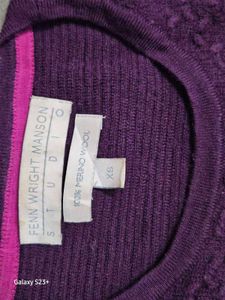 FENN WRIGHT MANSON
STUDIO
100% MERINO WOOL
XS
Galaxy S23+